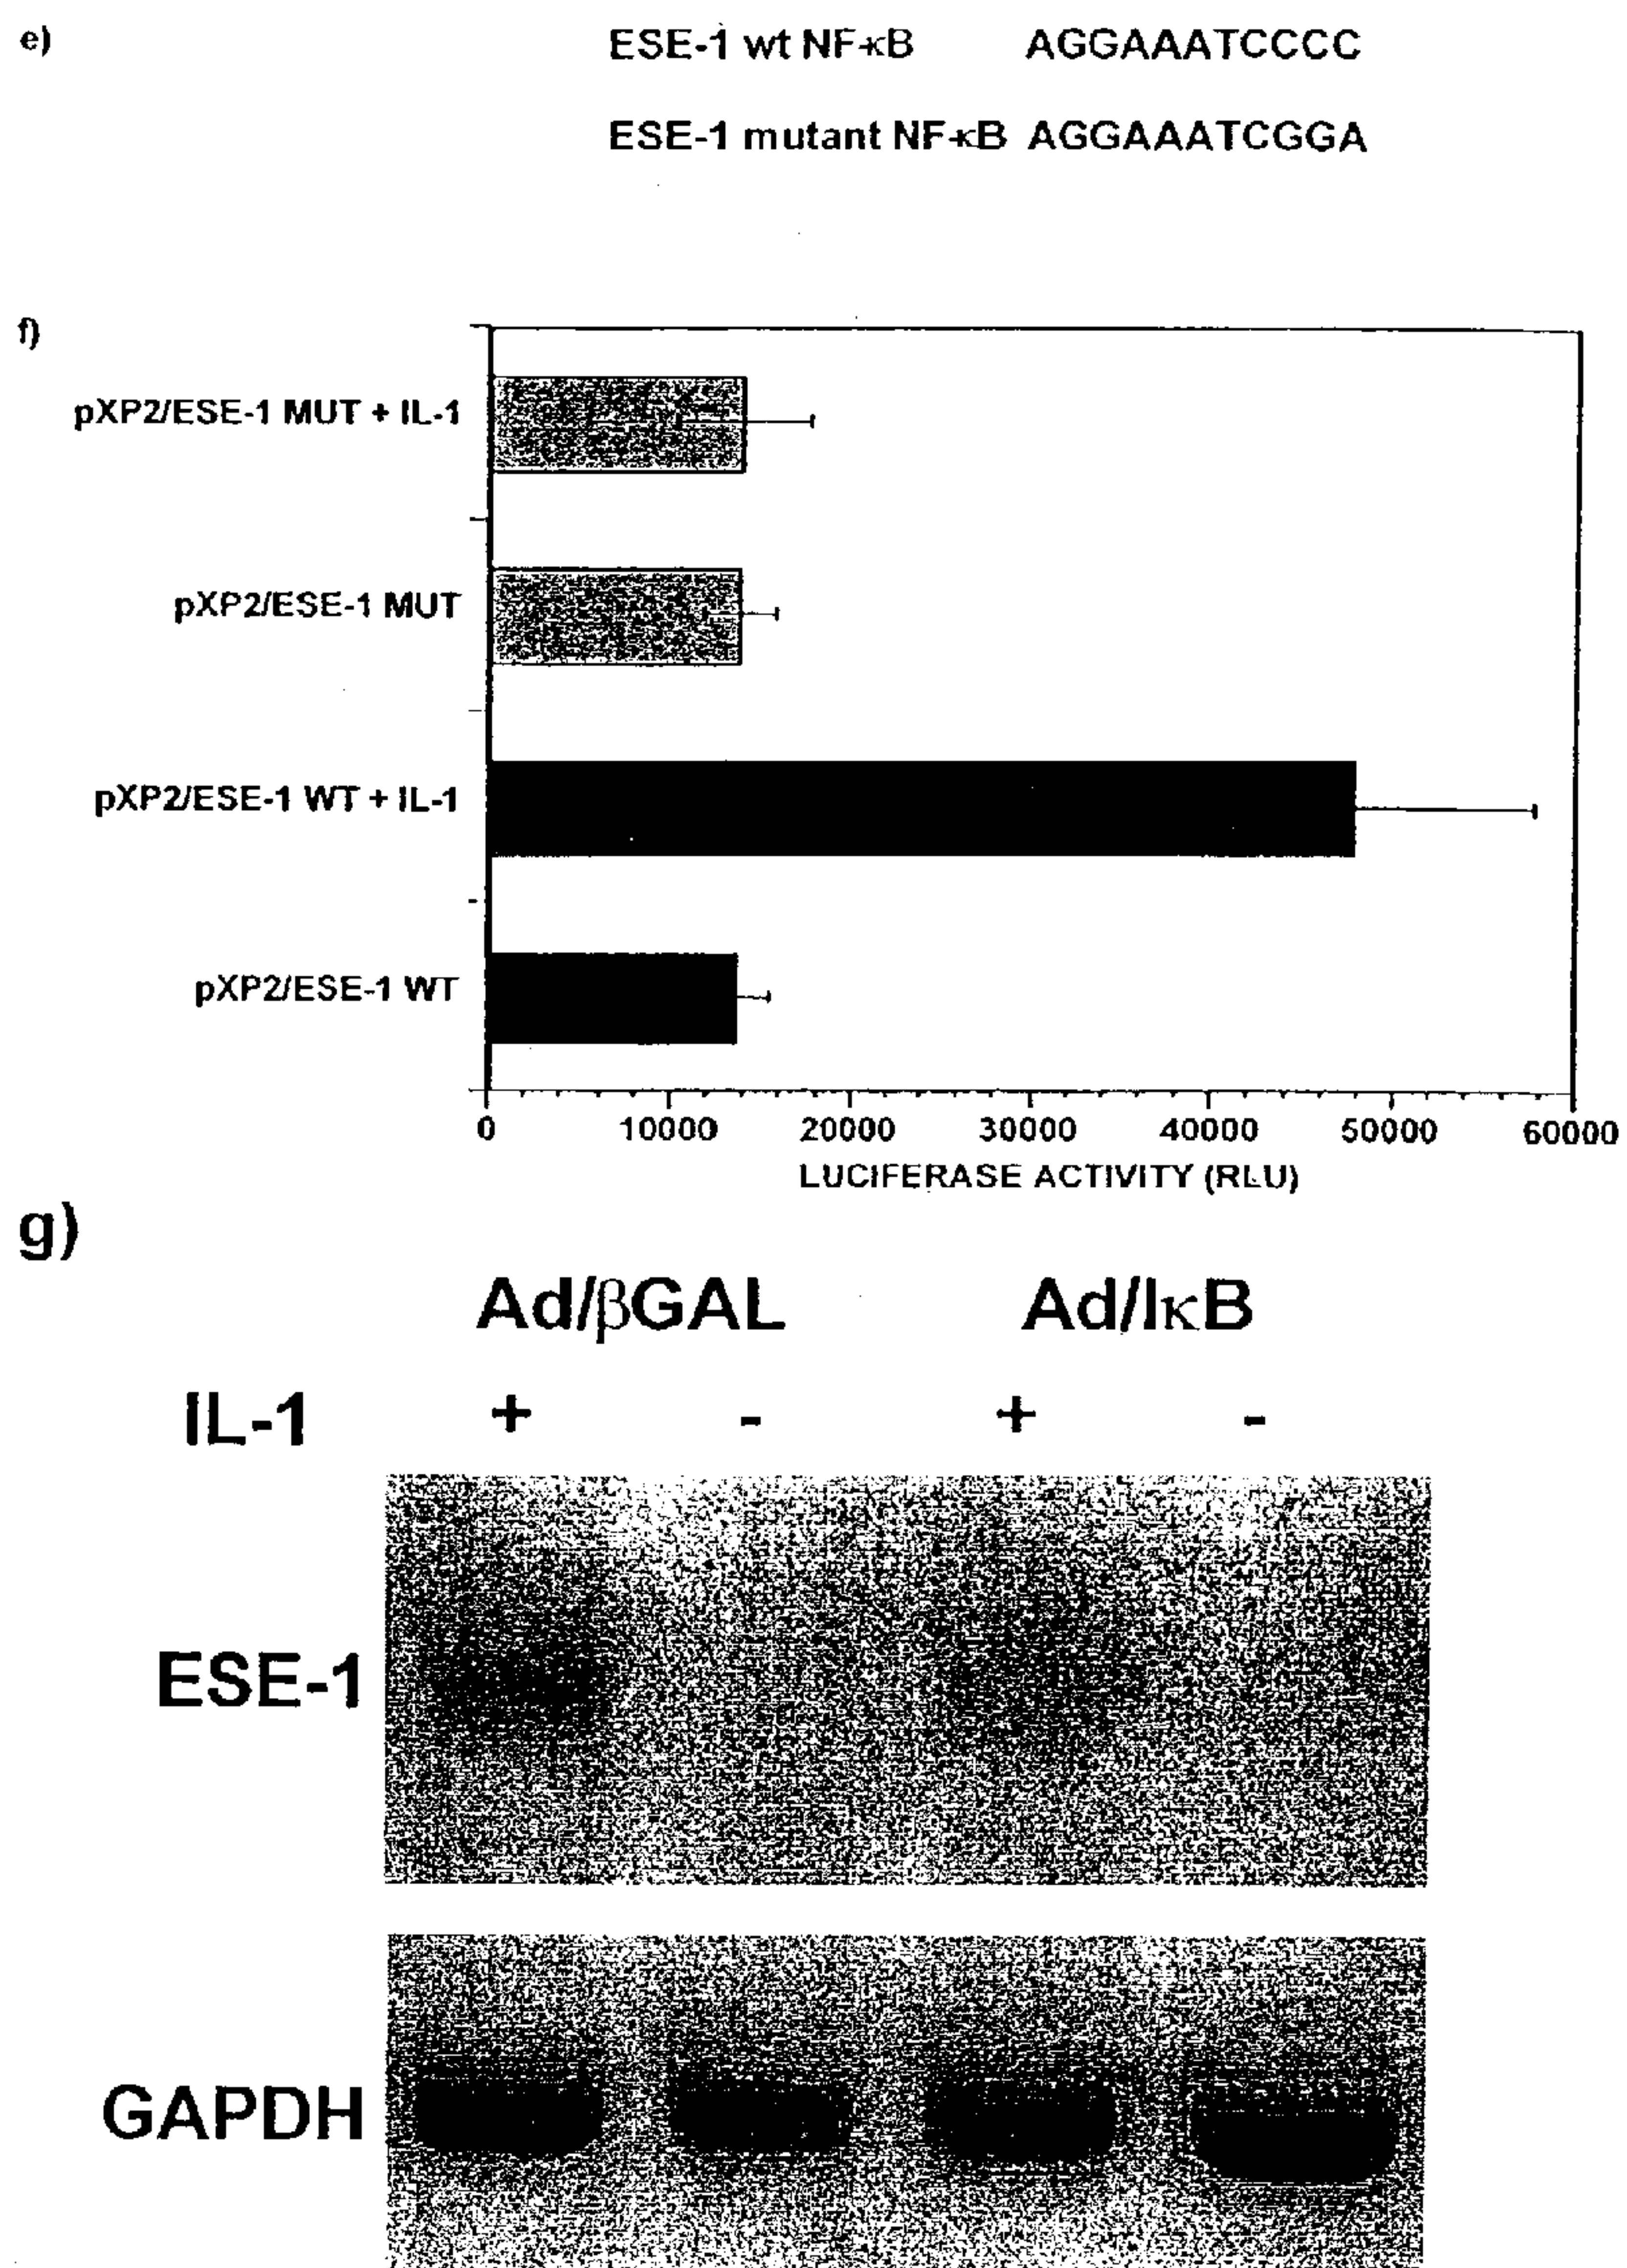 e)
ESE-1 wt NF-κB AGGAAATCCCC
ESE-1 mutant NF-κB AGGAAATCGGA
f)
pXP2/ESE-1 MUT + IL-1
pXP2/ESE-1 MUT
pXP2/ESE-1 WT + IL-1
pXP2/ESE-1 WT
0 10000 20000 30000 40000 50000 60000
LUCIFERASE ACTIVITY (RLU)
g)
Ad/βGAL Ad/IκB
IL-1 + - + -
ESE-1
GAPDH